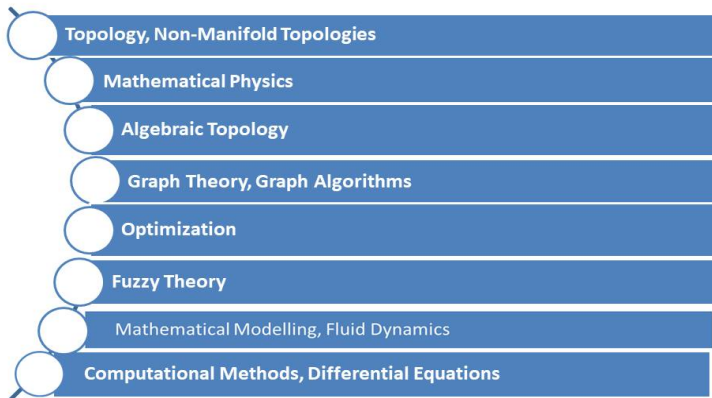 Topology, Non-Manifold Topologies
Mathematical Physics
Algebraic Topology
Graph Theory, Graph Algorithms
Optimization
Fuzzy Theory
Mathematical Modelling, Fluid Dynamics
Computational Methods, Differential Equations